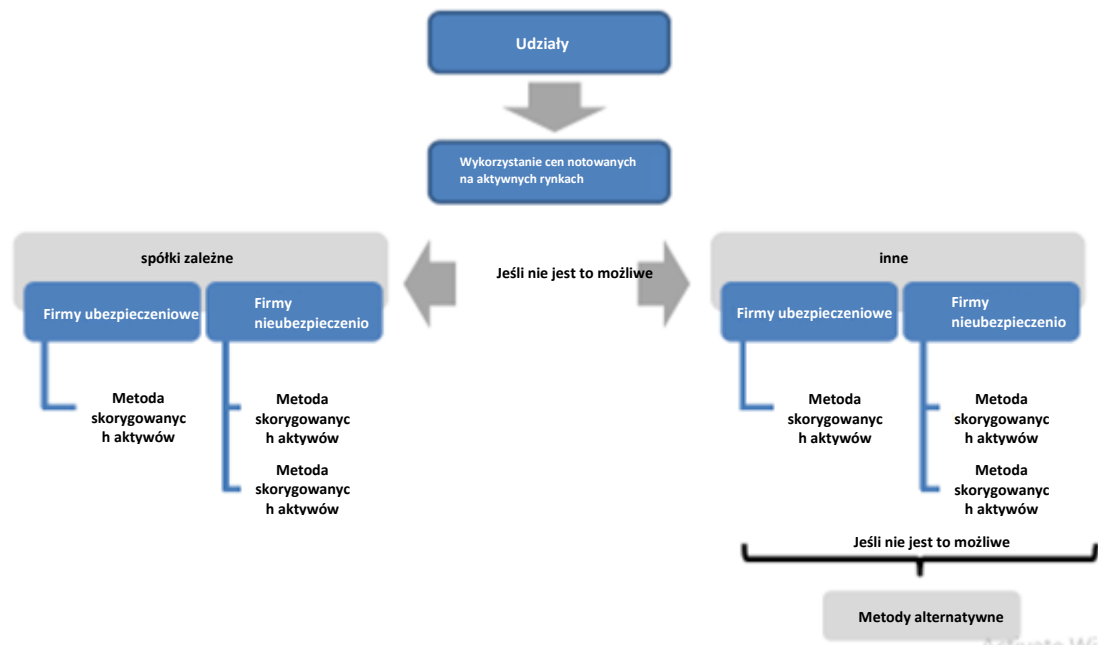 Udziały
Wykorzystanie cen notowanych
na aktywnych rynkach
spółki zależne
Jeśli nie jest to możliwe
inne
Firmy ubezpieczeniowe
Firmy
nieubezpieczenio
Firmy ubezpieczeniowe
Firmy
nieubezpieczenio
Metoda
skorygowanyc
h aktywów
Metoda
skorygowanyc
h aktywów
Metoda
skorygowanyc
h aktywów
Metoda
skorygowanyc
h aktywów
Metoda
skorygowanyc
h aktywów
Metoda
skorygowanyc
h aktywów
Jeśli nie jest to możliwe
Metody alternatywne